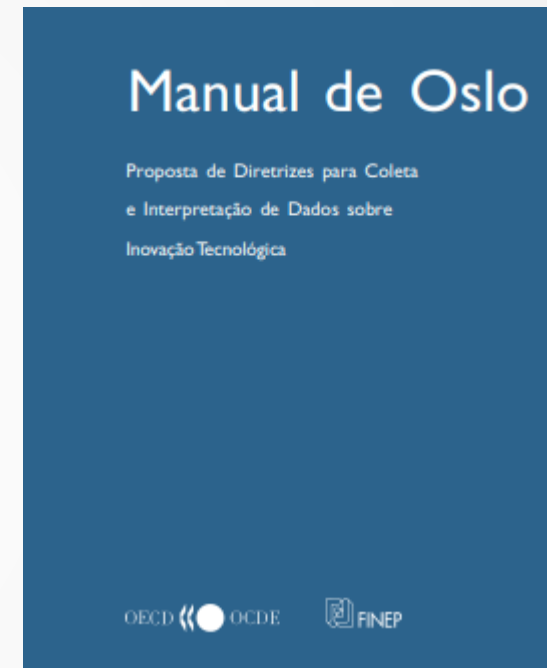 Manual de Oslo
Proposta de Diretrizes para Coleta
e Interpretação de Dados sobre
Inovação Tecnológica
OECD OCDE FINEP